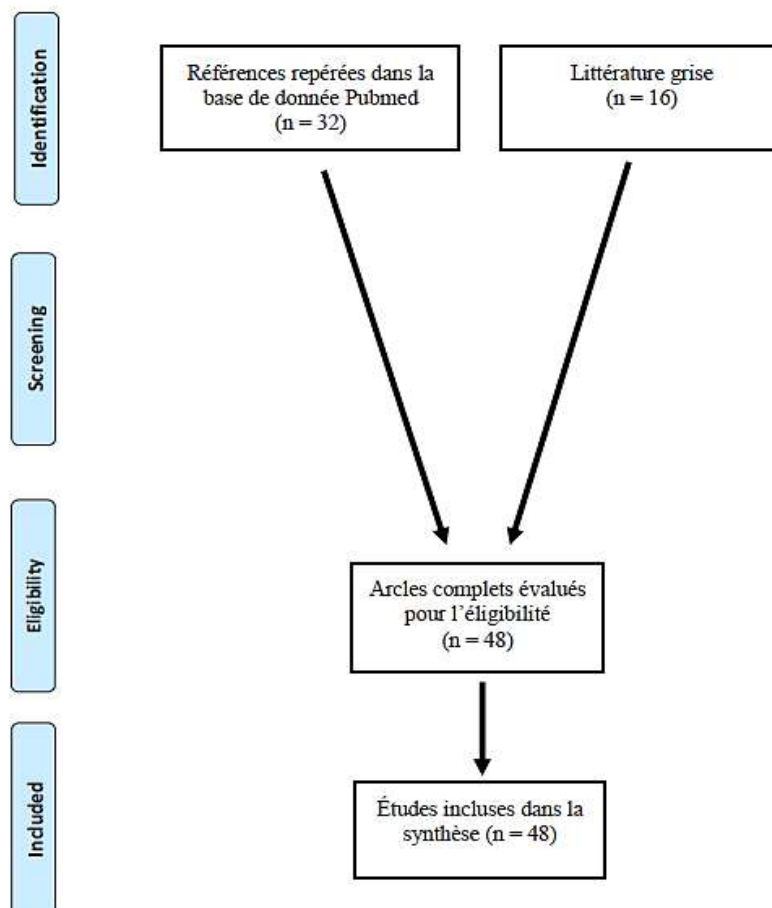 Identification
Références repérées dans la
base de donnée Pubmed
(n = 32)
Littérature grise
(n = 16)
Screening
Eligibility
Arcles complets évalués
pour l'éligibilité
(n = 48)
Included
Études incluses dans la
synthèse (n = 48)